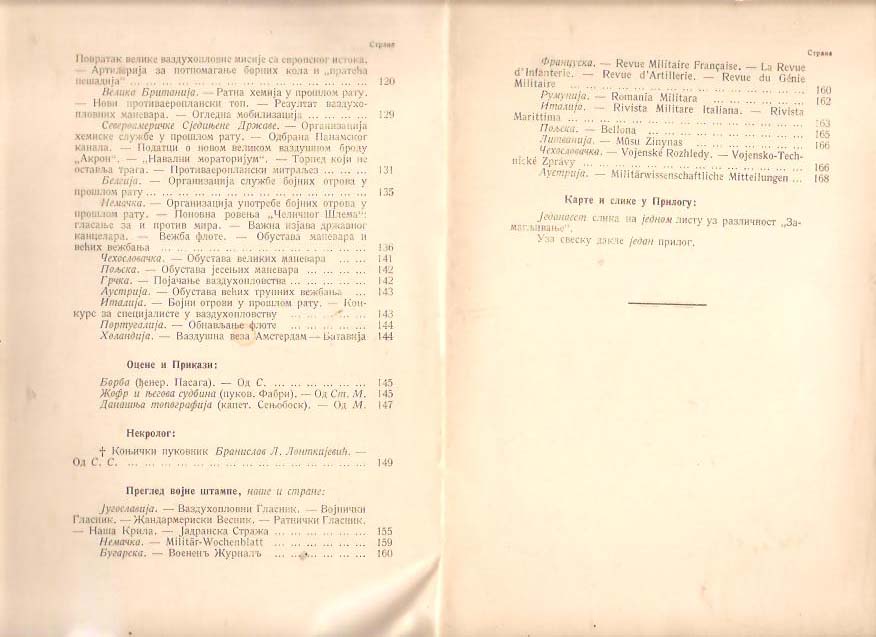 Страна
Повратак велике ваздухопловне мисије са европског истока.
— Артилерија за потпомагање борних кола и „пратећа
пешадија“ ... 120
Велика Британија. — Ратна хемија у прошлом рату.
— Нови противаероплански топ. — Резултат ваздухо-
пловних маневара. — Огледна мобилизација ... 129
Северноамеричке Сједињене Државе. — Организација
хемиске службе у прошлом рату. — Одбрана Панамског
канала. — Податци о новом великом ваздушном броду
„Акрон“. — „Навални мораторијум“. — Торпед који не
оставља трага. — Противаероплански митраљез ... 131
Белгија. — Организација службе бојних отрова у
прошлом рату ... 135
Немачка. — Организација употребе бојних отрова у
прошлом рату. — Поновна ровења „Челичног Шлема“:
гласање за и против мира. — Важна изјава државног
канцелара. — Вежба флоте. — Обустава маневара и
већих вежбања ... 136
Чехословачка. — Обустава великих маневара ... 141
Пољска. — Обустава јесењих маневара ... 142
Грчка. — Појачање ваздухопловства ... 142
Аустрија. — Обустава већих трупних вежбања ... 143
Италија. — Бојни отрови у прошлом рату. — Кон-
курс за специјалисте у ваздухопловству ... 143
Португалија. — Обнављање флоте ... 144
Холандија. — Ваздушна веза Амстердам — Батавија 144
Оцене и Прикази:
Борба (ђенер. Пасага). — Од С. ... 145
Жофр и његова судбина (пуков. Фабри). — Од Ст. М. 145
Данашња топографија (капет. Сењобоск). — Од М. 147
Некролог:
† Коњички пуковник Бранислав Л. Лонткијевић. —
Од С. С. ... 149
Преглед војне штампе, наше и стране:
Југославија. — Ваздухопловни Гласник. — Војнички
Гласник. — Жандармериски Весник. — Ратнички Гласник.
— Наша Крила. — Јадранска Стража ... 155
Немачка. — Militär-Wochenblatt ... 159
Бугарска. — Воененъ Журналъ ... 160
Страна
Француска. — Revue Militaire Française. — La Revue
d'Infanterie. — Revue d'Artillerie. — Revue du Génie
Militaire ... 160
Румунија. — Romania Militara ... 162
Италија. — Rivista Militare Italiana. — Rivista
Marittima ... 163
Пољска. — Bellona ... 165
Литванија. — Mūsu Žinynas ... 166
Чехословачка. — Vojenské Rozhledy. — Vojensko-Tech-
nické Zprávy ... 166
Аустрија. — Militärwissenschaftliche Mitteilungen ... 168
Карте и слике у Прилогу:
Једанаест слика на једном листу уз различност „За-
магљивање“.
Уза свеску дакле један прилог.